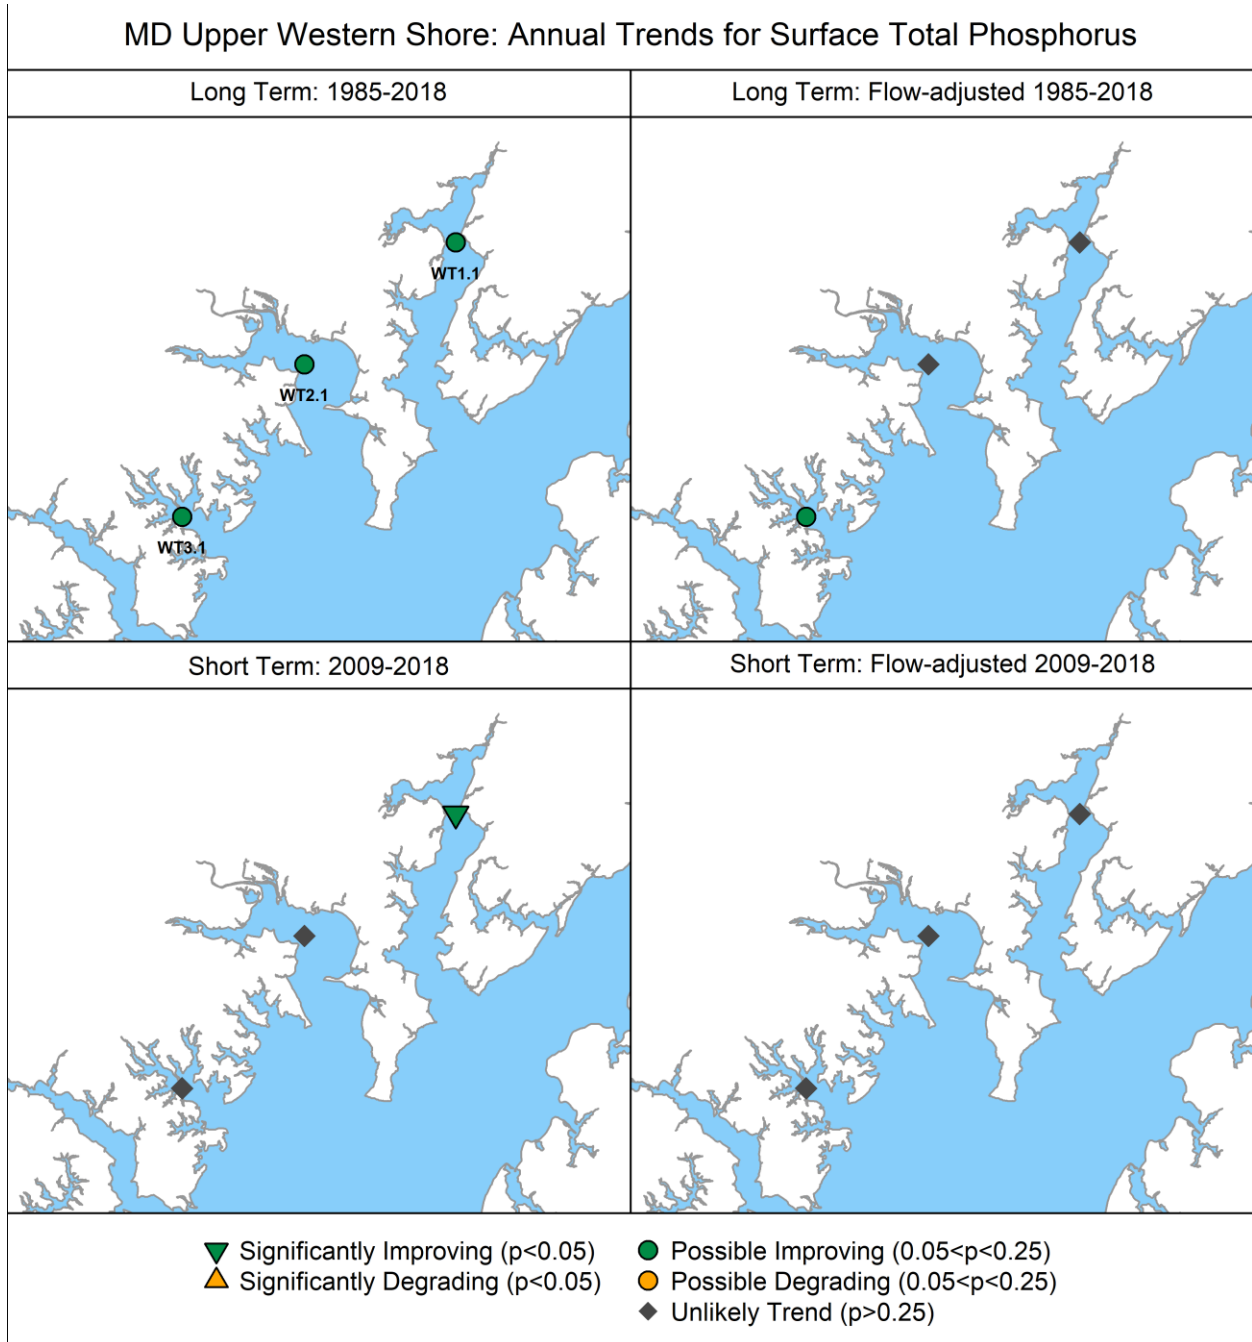 MD Upper Western Shore: Annual Trends for Surface Total Phosphorus
Long Term: 1985-2018
Long Term: Flow-adjusted 1985-2018
WT1.1
WT2.1
WT3.1
Short Term: 2009-2018
Short Term: Flow-adjusted 2009-2018
Significantly Improving (p<0.05)
Possible Improving (0.05<p<0.25)
Significantly Degrading (p<0.05)
Possible Degrading (0.05<p<0.25)
Unlikely Trend (p>0.25)